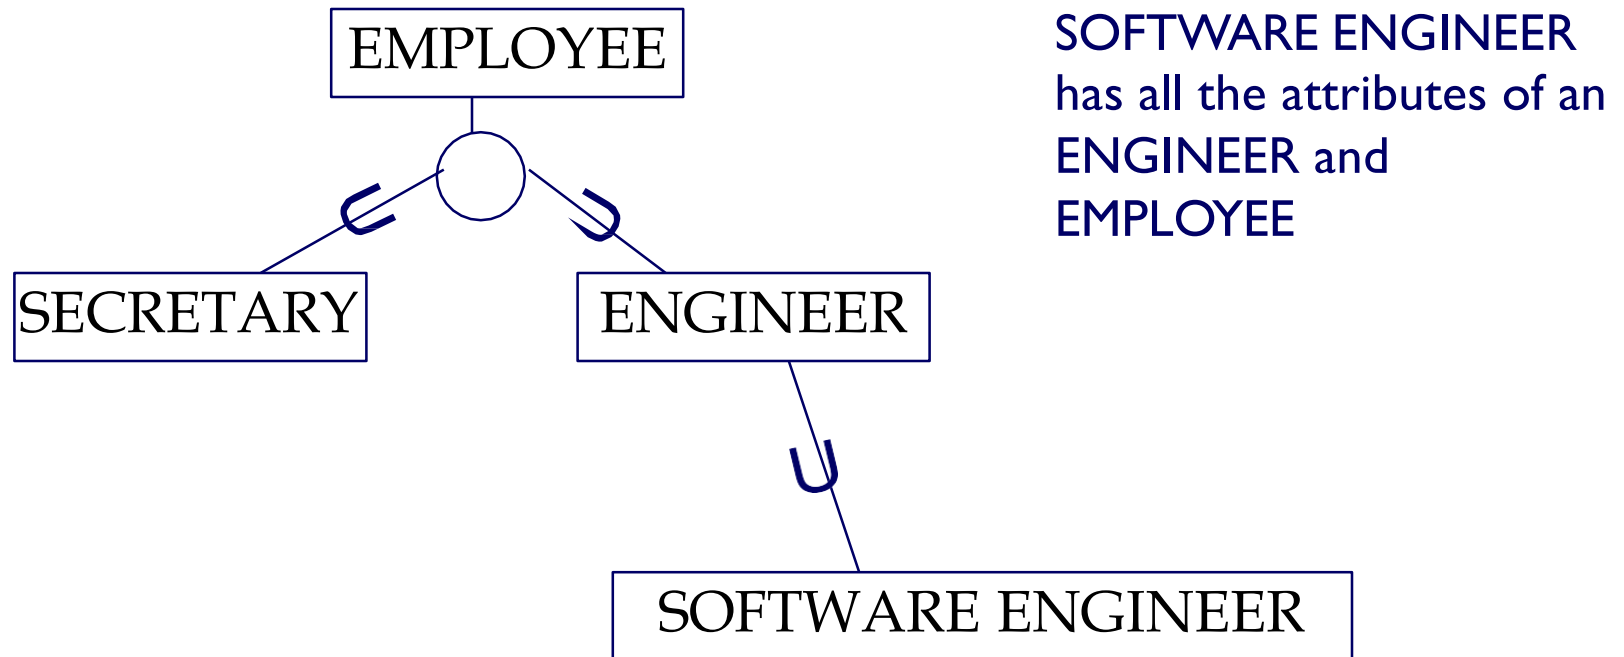 EMPLOYEE
SOFTWARE ENGINEER
has all the attributes of an
ENGINEER and
EMPLOYEE
SECRETARY
ENGINEER
SOFTWARE ENGINEER